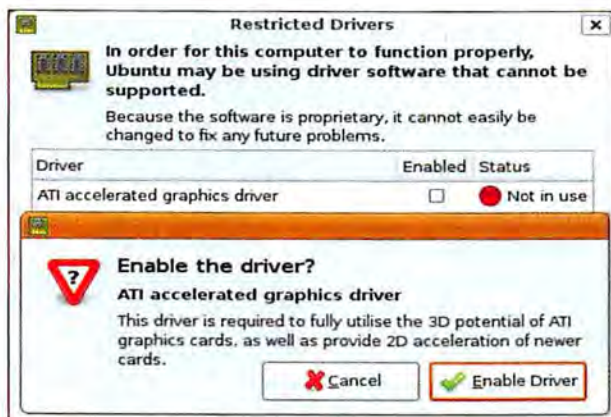 Restricted Drivers
In order for this computer to function properly,
Ubuntu may be using driver software that cannot be
supported.
Because the software is proprietary, it cannot easily be
changed to fix any future problems.
Driver Enabled Status
ATI accelerated graphics driver Not in use
Enable the driver?
ATI accelerated graphics driver
This driver is required to fully utilise the 3D potential of ATI
graphics cards, as well as provide 2D acceleration of newer
cards.
Cancel Enable Driver